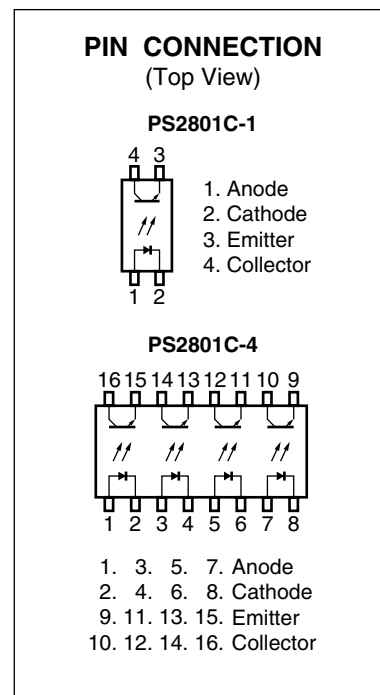 PIN CONNECTION
(Top View)
PS2801C-1
4 3
1. Anode
2. Cathode
3. Emitter
4. Collector
1 2
PS2801C-4
16 15 14 13 12 11 10 9
1 2 3 4 5 6 7 8
1. 3. 5. 7. Anode
2. 4. 6. 8. Cathode
9. 11. 13. 15. Emitter
10. 12. 14. 16. Collector